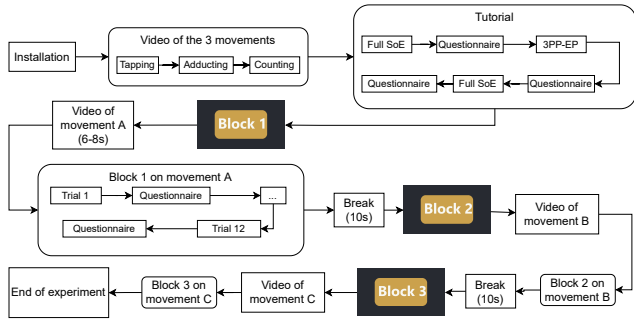 Installation
Video of the 3 movements
Tapping
Adducting
Counting
Tutorial
Full SoE
Questionnaire
3PP-EP
Questionnaire
Full SoE
Questionnaire
Block 1
Video of
movement A
(6-8s)
Block 1 on movement A
Trial 1
Questionnaire
...
Trial 12
Questionnaire
Break
(10s)
Block 2
Video of
movement B
Block 2 on
movement B
Break
(10s)
Block 3
Video of
movement C
Block 3 on
movement C
End of experiment